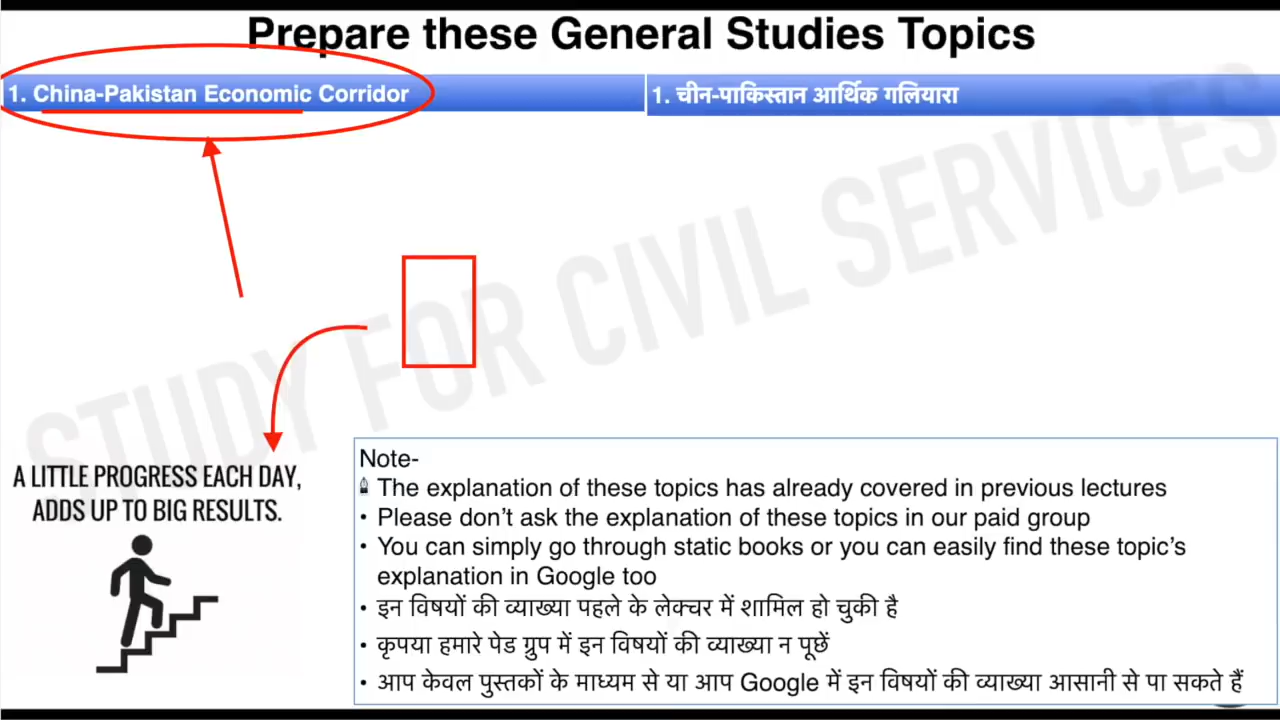 Prepare these General Studies Topics
1. China-Pakistan Economic Corridor
1. चीन-पाकिस्तान आर्थिक गलियारा
STUDY FOR CIVIL SERVICES
A LITTLE PROGRESS EACH DAY,
ADDS UP TO BIG RESULTS.
Note-
The explanation of these topics has already covered in previous lectures
• Please don't ask the explanation of these topics in our paid group
• You can simply go through static books or you can easily find these topic's
explanation in Google too
• इन विषयों की व्याख्या पहले के लेक्चर में शामिल हो चुकी है
• कृपया हमारे पेड ग्रुप में इन विषयों की व्याख्या न पूछें
• आप केवल पुस्तकों के माध्यम से या आप Google में इन विषयों की व्याख्या आसानी से पा सकते हैं